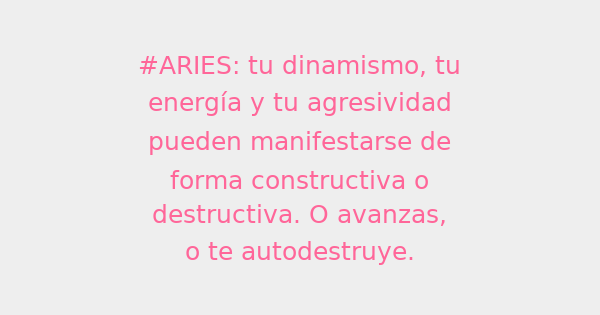 #ARIES: tu dinamismo, tu
energía y tu agresividad
pueden manifestarse de
forma constructiva o
destructiva. O avanzas,
o te autodestruye.